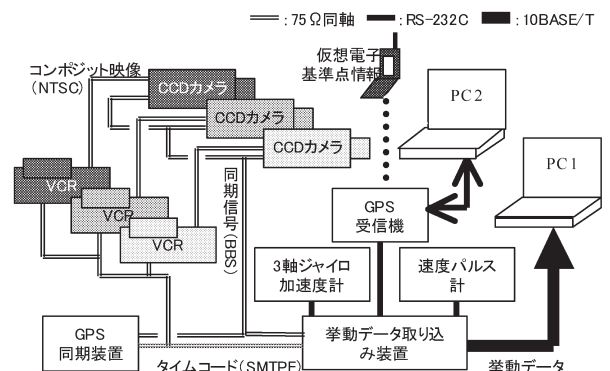 :75Ω同軸 :RS-232C :10BASE/T
コンポジット映像
(NTSC)
CCDカメラ
CCDカメラ
CCDカメラ
仮想電子
基準点情報
PC2
PC1
VCR
VCR
VCR
同期信号(BBS)
GPS
受信機
3軸ジャイロ
加速度計
速度パルス
計
GPS
同期装置
挙動データ取り込
み装置
タイムコード(SMTPE)
挙動データ